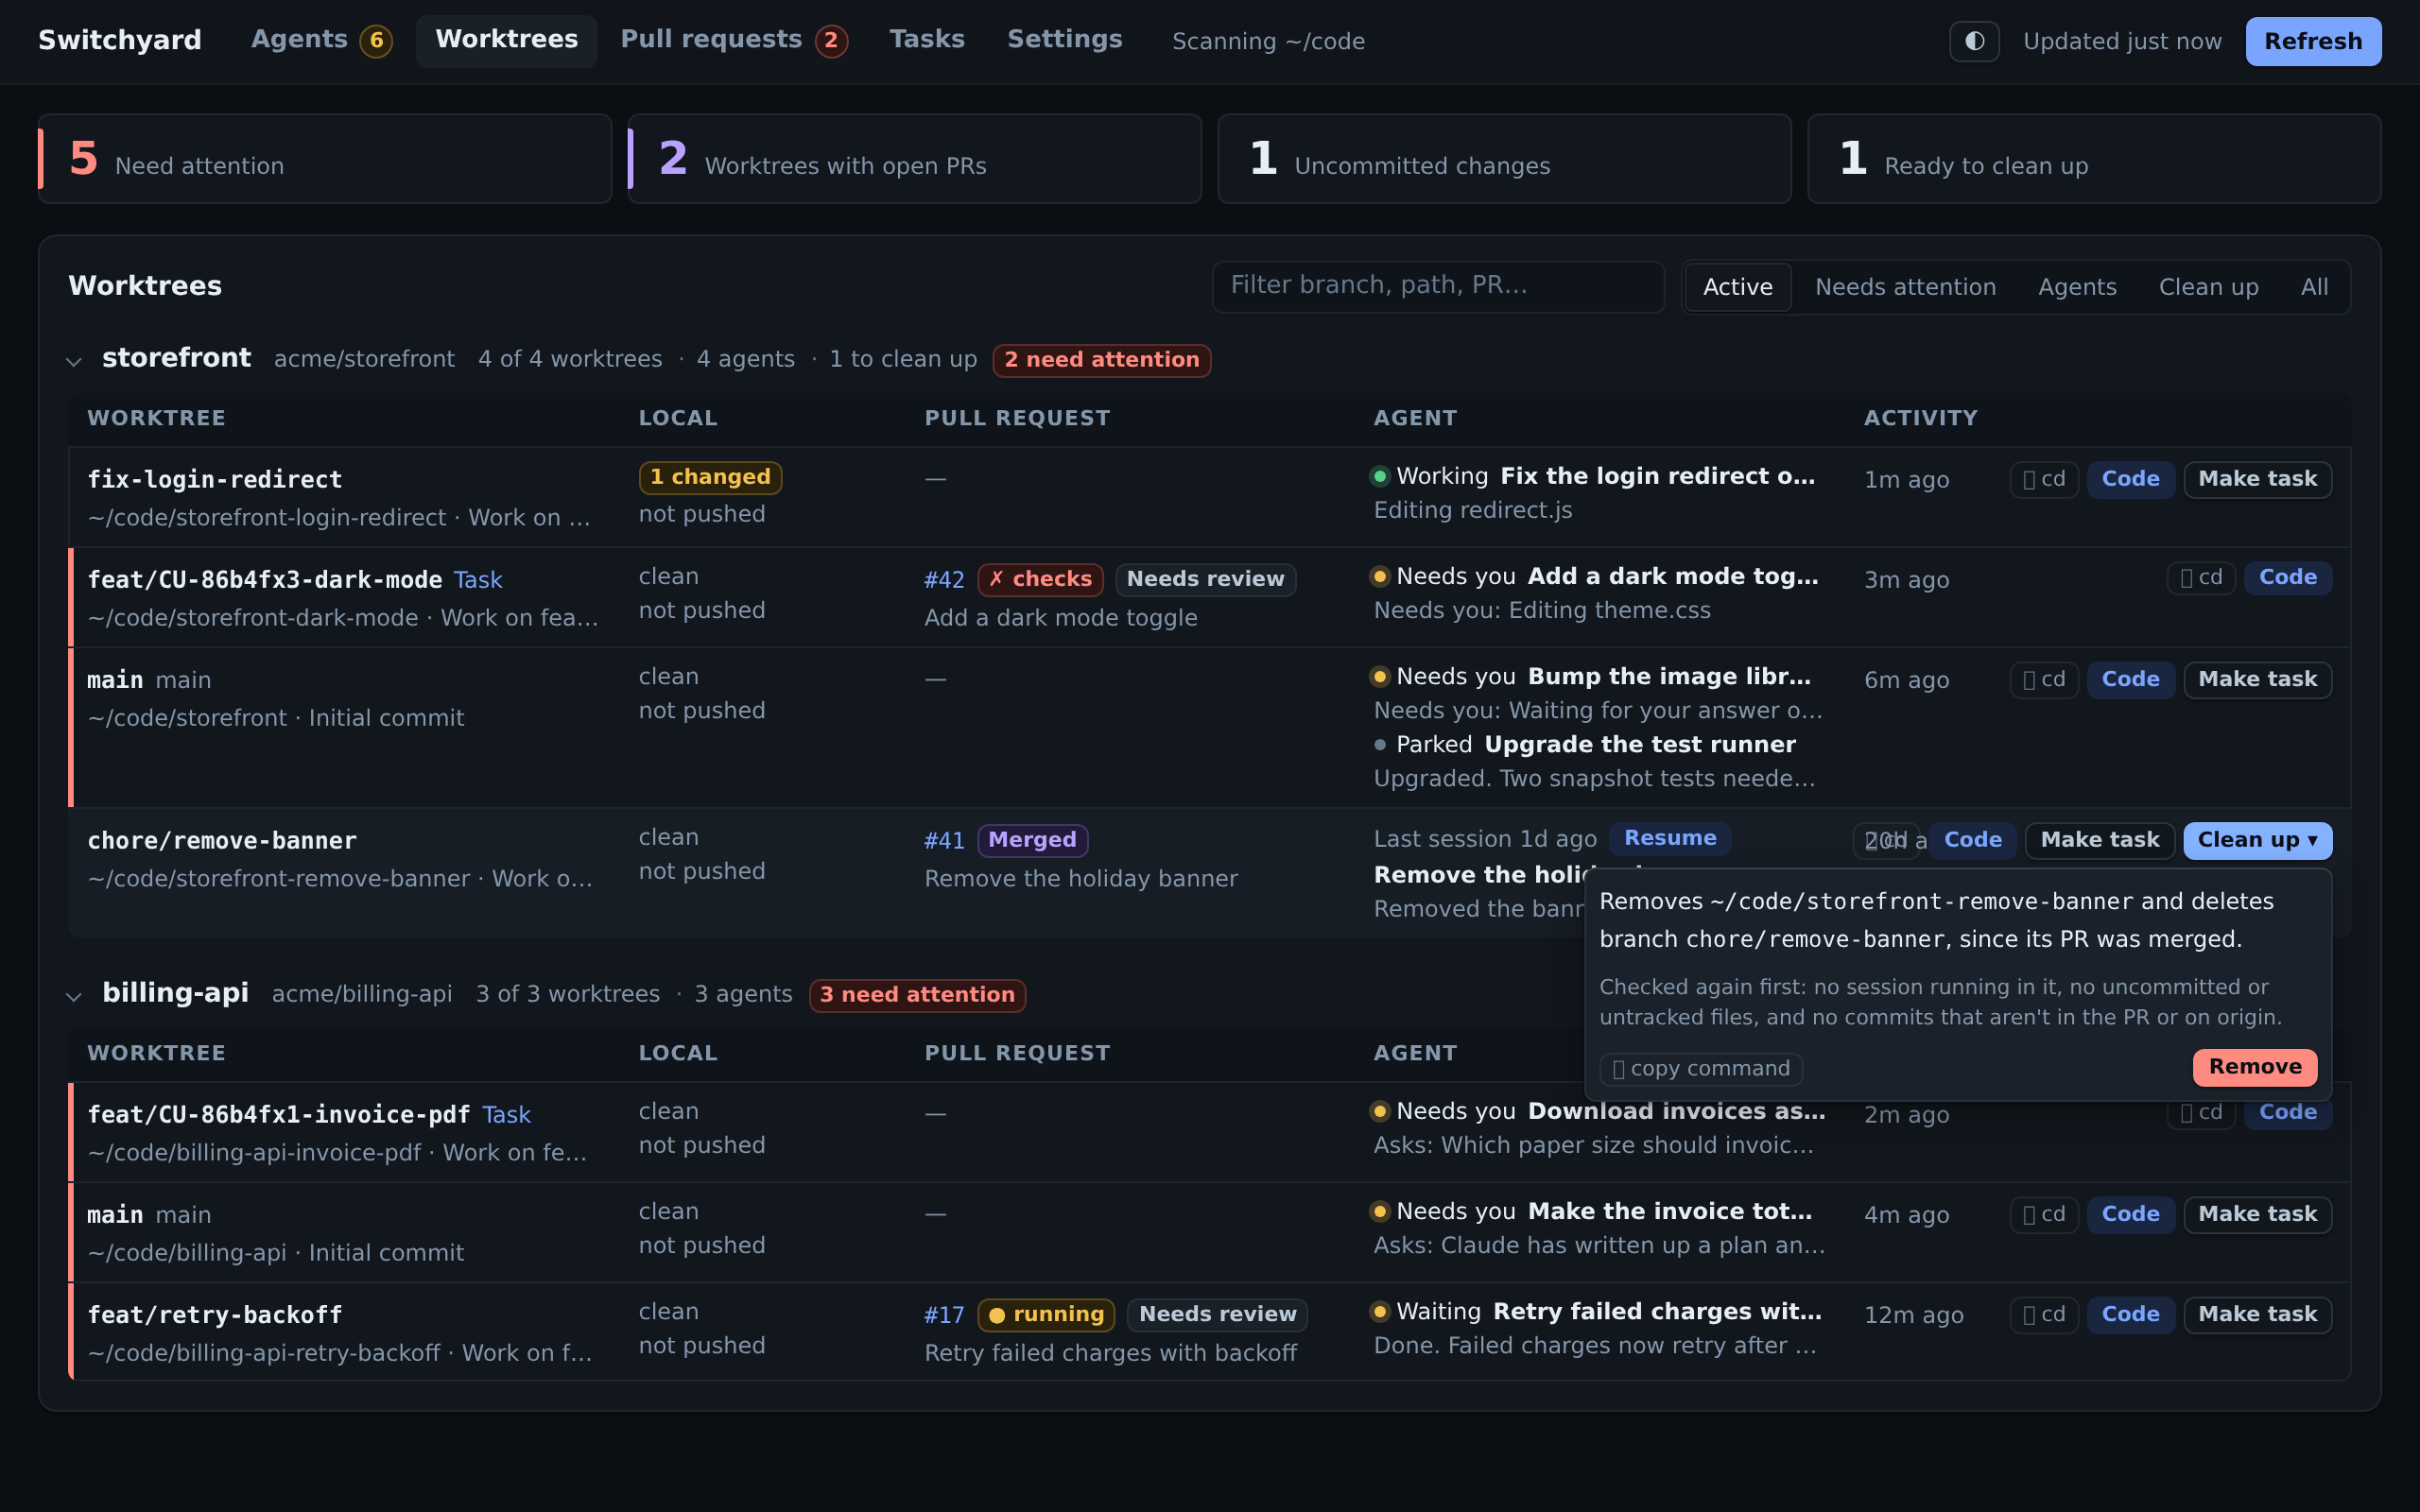 Switchyard Agents 6 Worktrees Pull requests 2 Tasks Settings Scanning ~/code Updated just now Refresh
5 Need attention 2 Worktrees with open PRs 1 Uncommitted changes 1 Ready to clean up
Worktrees Filter branch, path, PR… Active Needs attention Agents Clean up All
storefront acme/storefront 4 of 4 worktrees · 4 agents · 1 to clean up 2 need attention
WORKTREE LOCAL PULL REQUEST AGENT ACTIVITY
fix-login-redirect 1 changed — Working Fix the login redirect o… 1m ago cd Code Make task
~/code/storefront-login-redirect · Work on … not pushed Editing redirect.js
feat/CU-86b4fx3-dark-mode Task clean #42 ✗ checks Needs review Needs you Add a dark mode tog… 3m ago cd Code
~/code/storefront-dark-mode · Work on fea… not pushed Add a dark mode toggle Needs you: Editing theme.css
main main clean — Needs you Bump the image libr… 6m ago cd Code Make task
~/code/storefront · Initial commit not pushed Needs you: Waiting for your answer o…
Parked Upgrade the test runner
Upgraded. Two snapshot tests neede…
chore/remove-banner clean #41 Merged Last session 1d ago Resume 20h a cd Code Make task Clean up ▾
~/code/storefront-remove-banner · Work o… not pushed Remove the holiday banner Remove the
Removed the
Removes ~/code/storefront-remove-banner and deletes
branch chore/remove-banner, since its PR was merged.
Checked again first: no session running in it, no uncommitted or
untracked files, and no commits that aren't in the PR or on origin.
copy command Remove
billing-api acme/billing-api 3 of 3 worktrees · 3 agents 3 need attention
WORKTREE LOCAL PULL REQUEST AGENT
feat/CU-86b4fx1-invoice-pdf Task clean — Needs you Download invoices as… 2m ago cd Code
~/code/billing-api-invoice-pdf · Work on fe… not pushed Asks: Which paper size should invoic…
main main clean — Needs you Make the invoice tot… 4m ago cd Code Make task
~/code/billing-api · Initial commit not pushed Asks: Claude has written up a plan an…
feat/retry-backoff clean #17 ● running Needs review Waiting Retry failed charges wit… 12m ago cd Code Make task
~/code/billing-api-retry-backoff · Work on f… not pushed Retry failed charges with backoff Done. Failed charges now retry after …